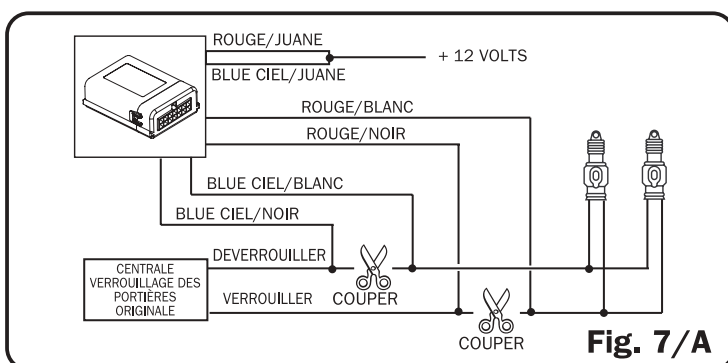 ROUGE/JUANE
+ 12 VOLTS
BLUE CIEL/JUANE
ROUGE/BLANC
ROUGE/NOIR
BLUE CIEL/BLANC
BLUE CIEL/NOIR
DEVERROUILLER
CENTRALE
VERROUILLAGE DES
PORTIÈRES
ORIGINALE
VERROUILLER
COUPER
COUPER
Fig. 7/A